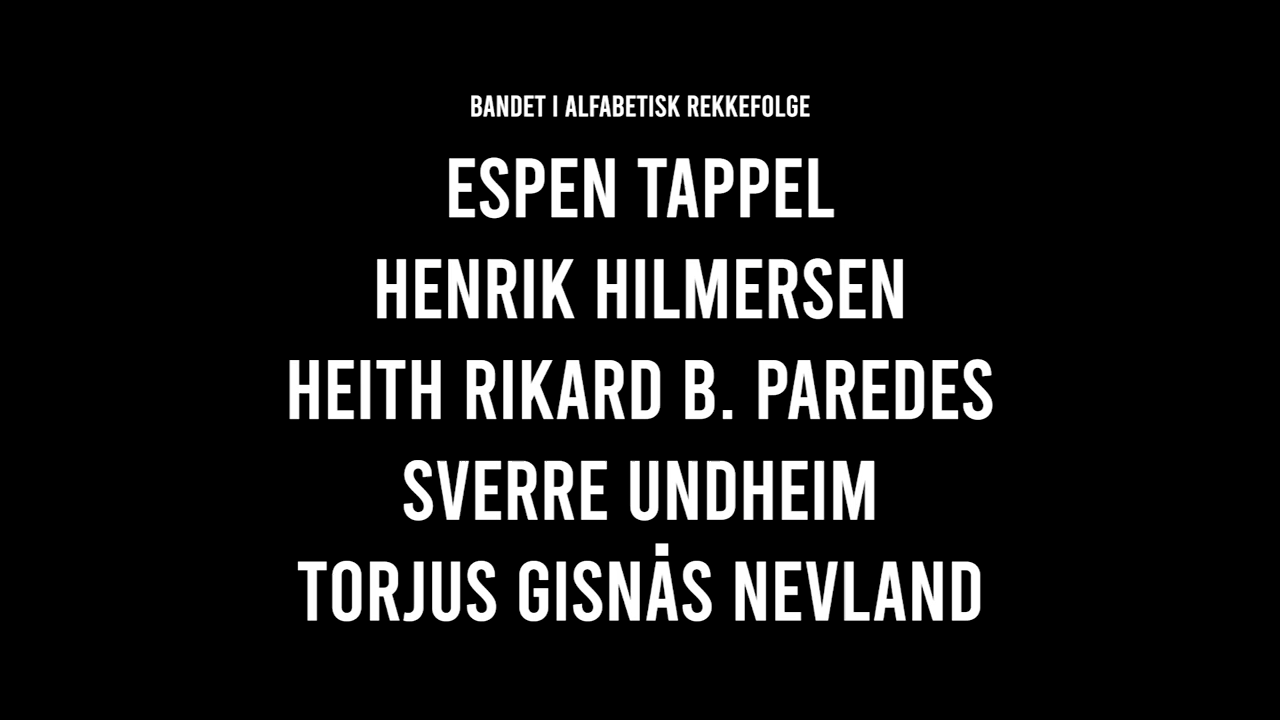 BANDET I ALFABETISK REKKEFOLGE
ESPEN TAPPEL
HENRIK HILMERSEN
HEITH RIKARD B. PAREDES
SVERRE UNDHEIM
TORJUS GISNÅS NEVLAND